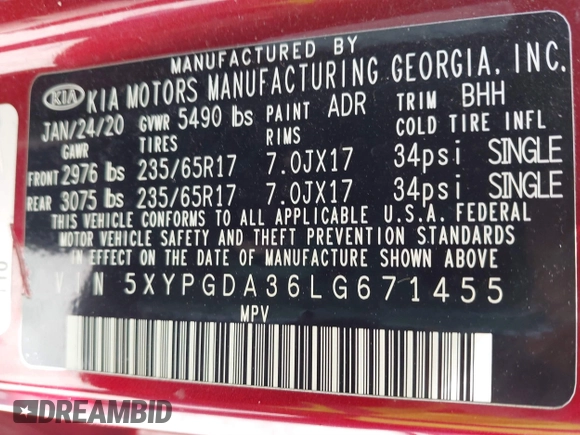 MANUFACTURED BY
KIA KIA MOTORS MANUFACTURING GEORGIA, INC.
JAN/24/20 GVWR 5490 lbs PAINT ADR TRIM BHH
GAWR TIRES RIMS COLD TIRE INFL
FRONT 2976 lbs 235/65R17 7.0JX17 34psi SINGLE
REAR 3075 lbs 235/65R17 7.0JX17 34psi SINGLE
THIS VEHICLE CONFORMS TO ALL APPLICABLE U.S.A. FEDERAL
MOTOR VEHICLE SAFETY AND THEFT PREVENTION STANDARDS
IN EFFECT ON THE DATE OF MANUFACTURE SHOWN ABOVE.
VIN 5XYPGDA36LG671455
MPV
DREAMBID